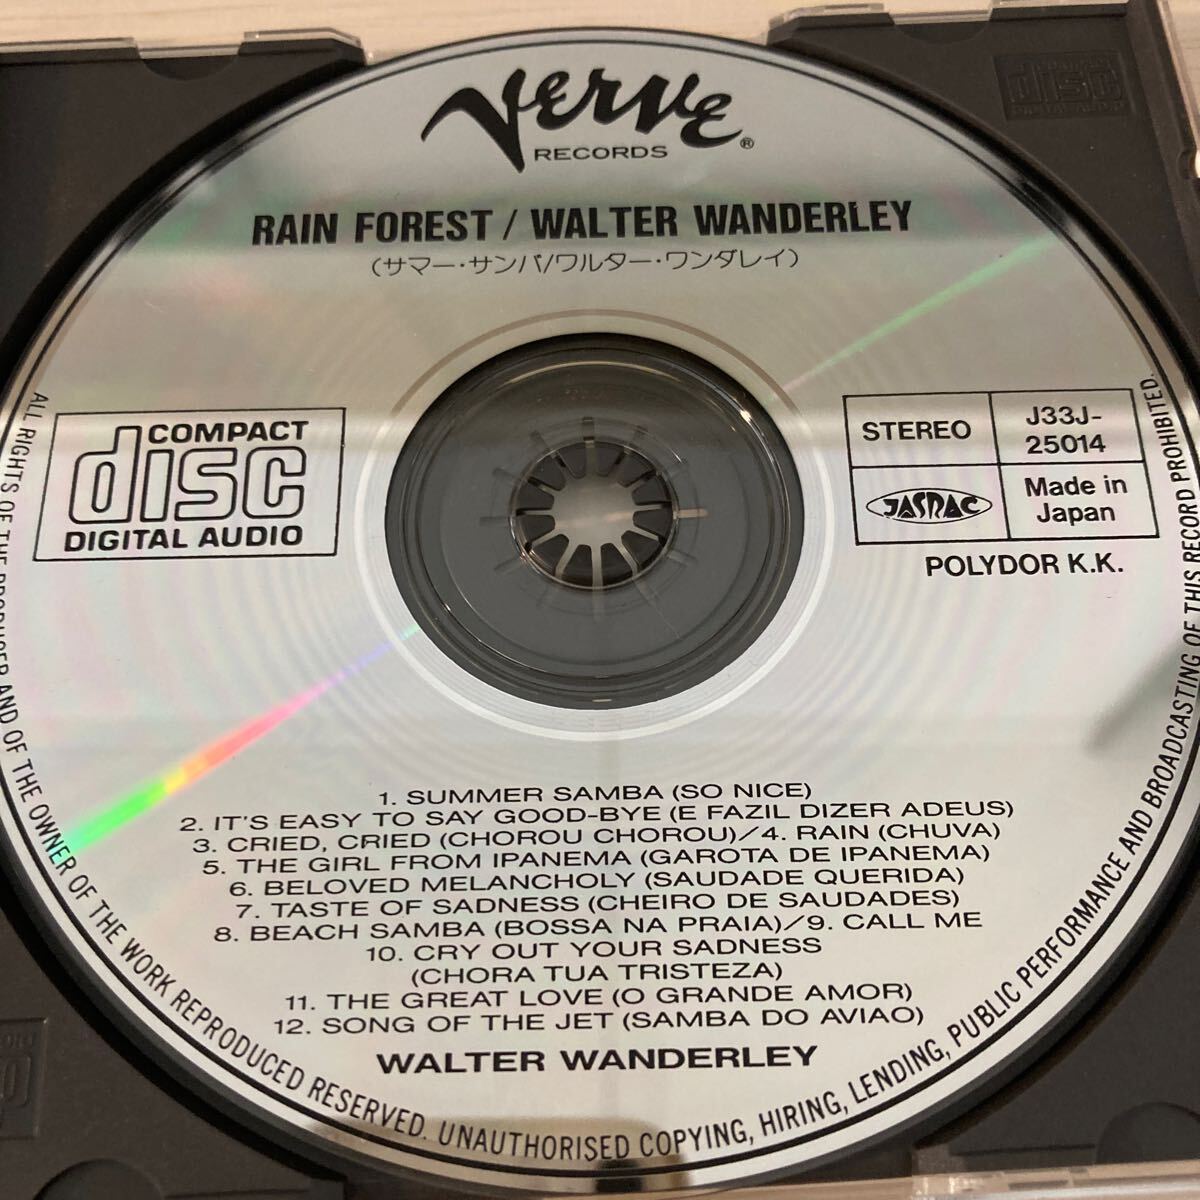 Verve®
RECORDS
RAIN FOREST / WALTER WANDERLEY
(サマー・サンバ/ワルター・ワンダレイ)
COMPACT
disc
DIGITAL AUDIO
STEREO
J33J-
25014
JASRAC
Made in
Japan
POLYDOR K.K.
1. SUMMER SAMBA (SO NICE)
2. IT'S EASY TO SAY GOOD-BYE (E FAZIL DIZER ADEUS)
3. CRIED, CRIED (CHOROU CHOROU)/4. RAIN (CHUVA)
5. THE GIRL FROM IPANEMA (GAROTA DE IPANEMA)
6. BELOVED MELANCHOLY (SAUDADE QUERIDA)
7. TASTE OF SADNESS (CHEIRO DE SAUDADES)
8. BEACH SAMBA (BOSSA NA PRAIA)/9. CALL ME
10. CRY OUT YOUR SADNESS
(CHORA TUA TRISTEZA)
11. THE GREAT LOVE (O GRANDE AMOR)
12. SONG OF THE JET (SAMBA DO AVIAO)
WALTER WANDERLEY
ALL RIGHTS OF THE PRODUCER AND OF THE OWNER OF THE WORK REPRODUCED RESERVED. UNAUTHORISED COPYING, HIRING, LENDING, PUBLIC PERFORMANCE AND BROADCASTING OF THIS RECORD PROHIBITED.
COMPACT
disc
DIGITAL AUDIO